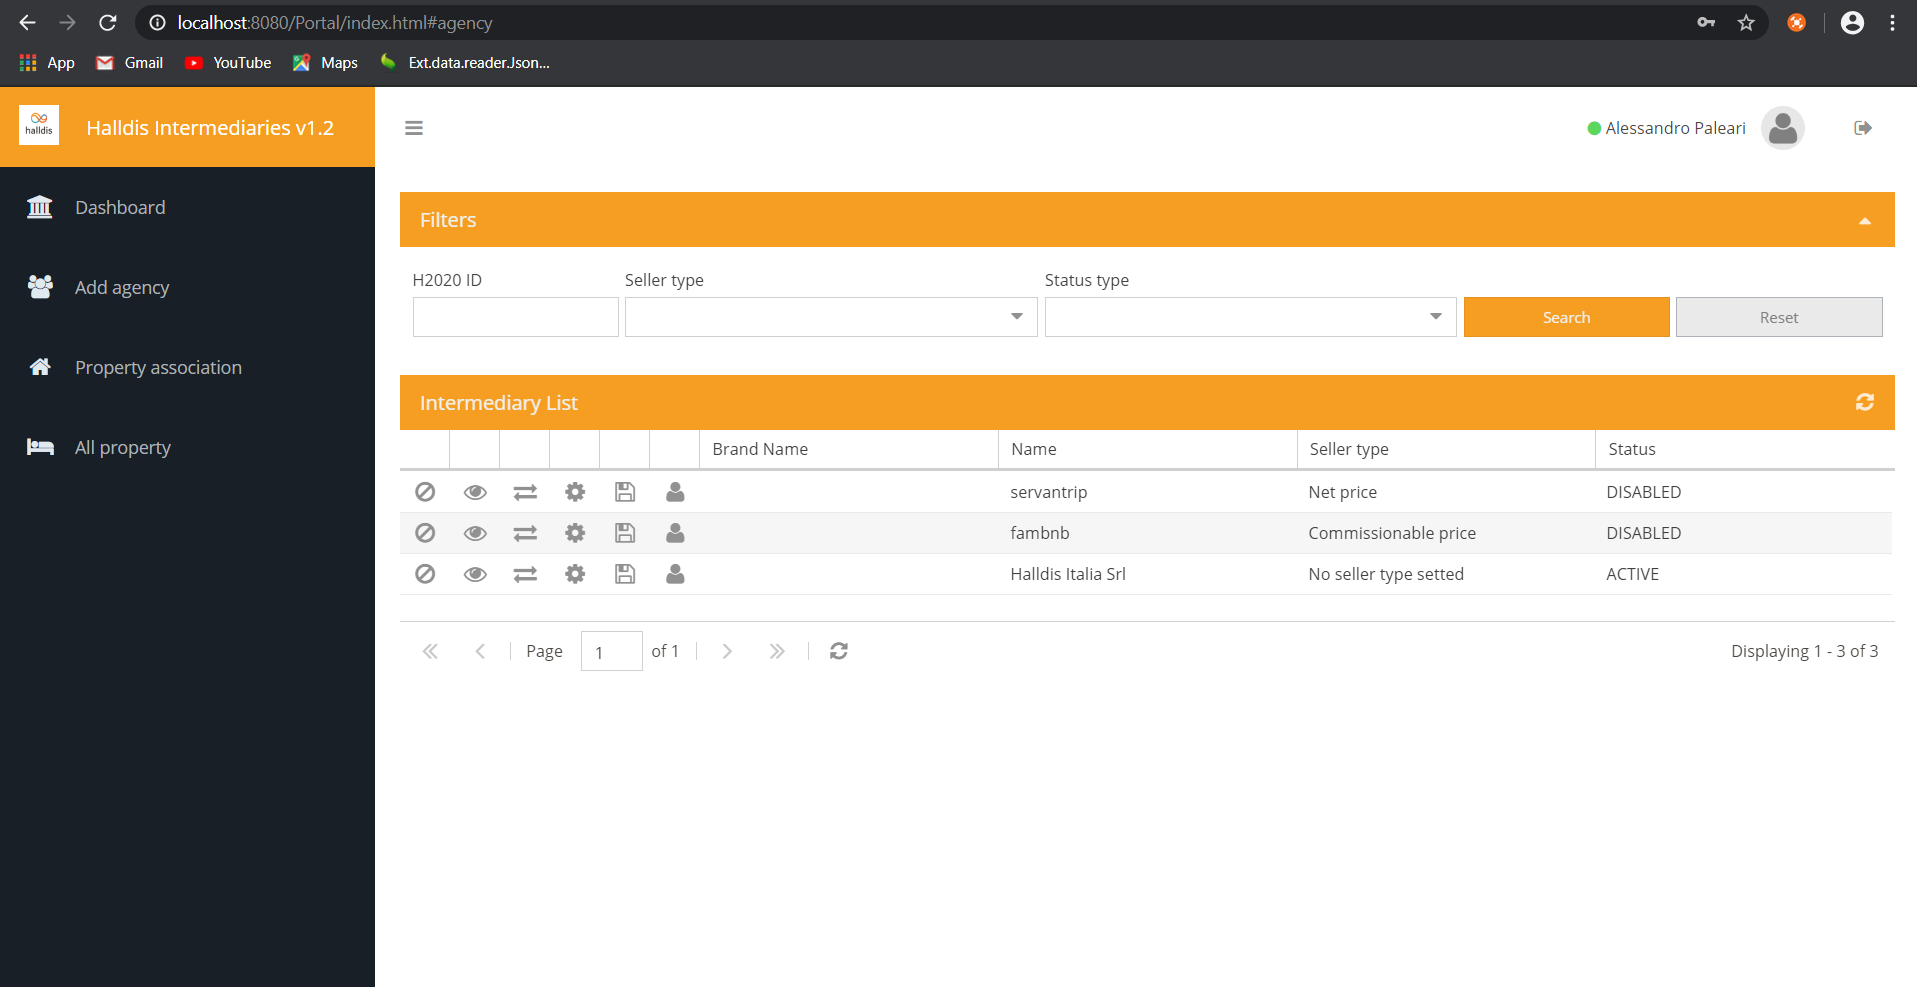 localhost:8080/Portal/index.html#agency
App Gmail YouTube Maps Ext.data.reader.Json...
halldis Halldis Intermediaries v1.2
Alessandro Paleari
Dashboard
Add agency
Property association
All property
Filters
H2020 ID Seller type Status type
Search Reset
Intermediary List
Brand Name Name Seller type Status
servantrip Net price DISABLED
fambnb Commissionable price DISABLED
Halldis Italia Srl No seller type setted ACTIVE
Page 1 of 1 Displaying 1 - 3 of 3